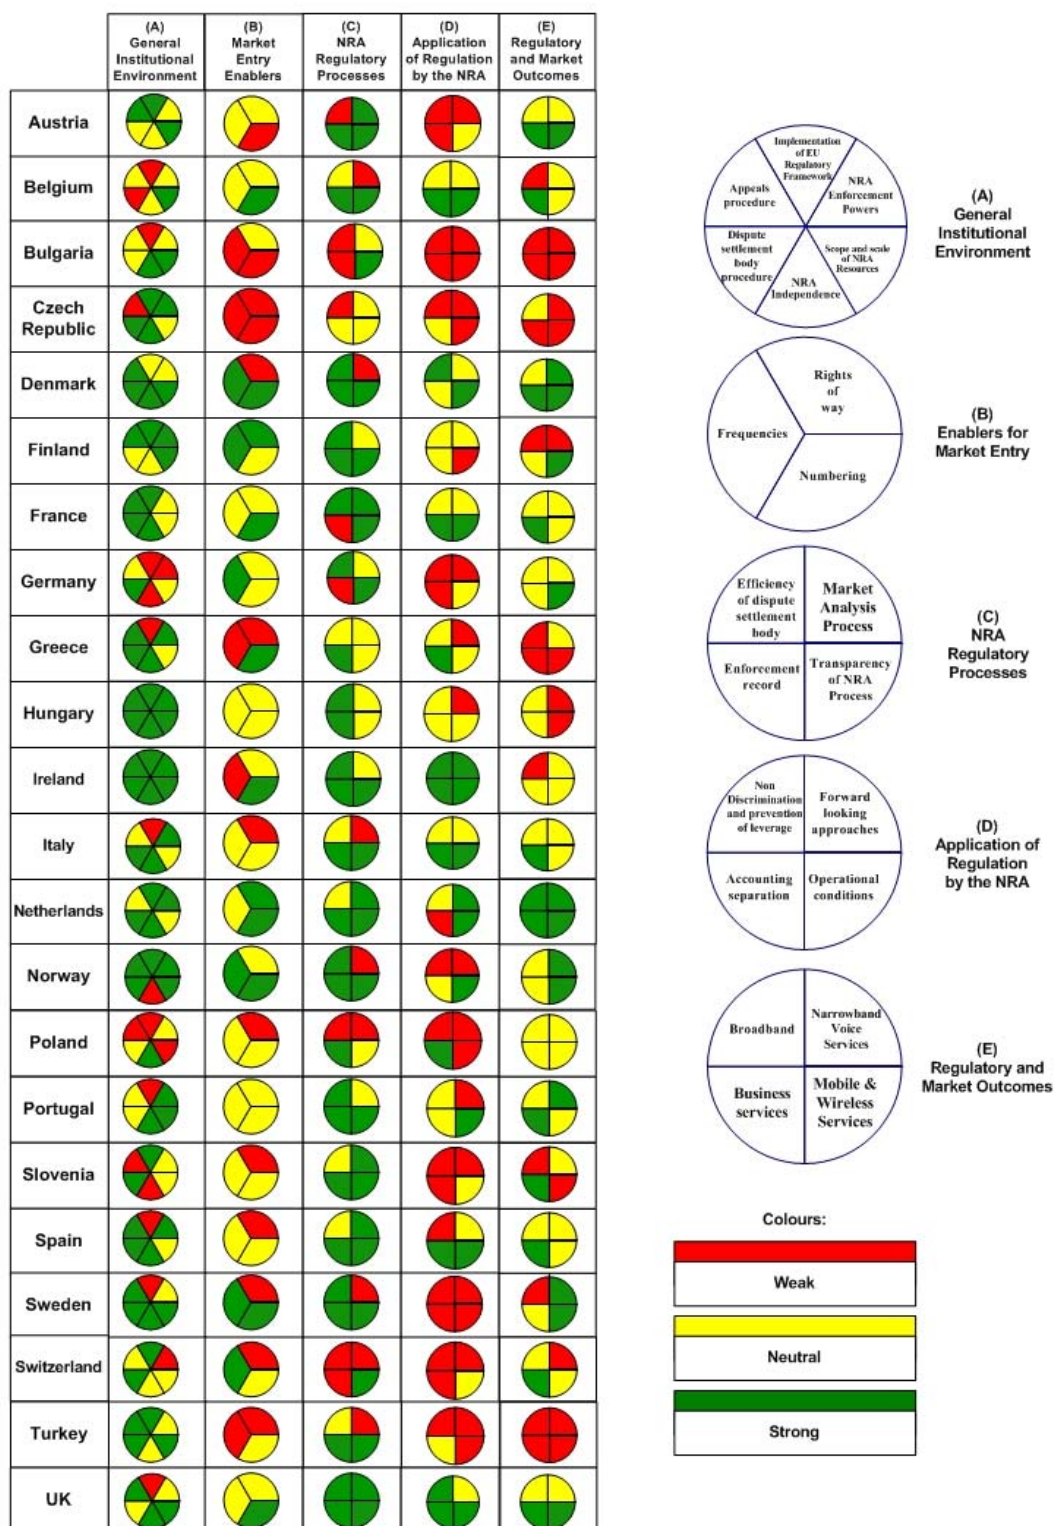 (A)
General
Institutional
Environment
(B)
Market
Entry
Enablers
(C)
NRA
Regulatory
Processes
(D)
Application
of Regulation
by the NRA
(E)
Regulatory
and Market
Outcomes
Austria
Belgium
Bulgaria
Czech
Republic
Denmark
Finland
France
Germany
Greece
Hungary
Ireland
Italy
Netherlands
Norway
Poland
Portugal
Slovenia
Spain
Sweden
Switzerland
Turkey
UK
Implementation
of EU
Regulatory
Framework
NRA
Enforcement
Powers
Appeals
procedure
Dispute
settlement
body
procedure
Scope and scale
of NRA
Resources
NRA
Independence
(A)
General
Institutional
Environment
Rights
of
way
Frequencies
Numbering
(B)
Enablers for
Market Entry
Efficiency
of dispute
settlement
body
Market
Analysis
Process
Enforcement
record
Transparency
of NRA
Process
(C)
NRA
Regulatory
Processes
Non
Discrimination
and prevention
of leverage
Forward
looking
approaches
Accounting
separation
Operational
conditions
(D)
Application of
Regulation
by the NRA
Broadband
Narrowband
Voice
Services
Business
services
Mobile &
Wireless
Services
(E)
Regulatory and
Market Outcomes
Colours:
Weak
Neutral
Strong